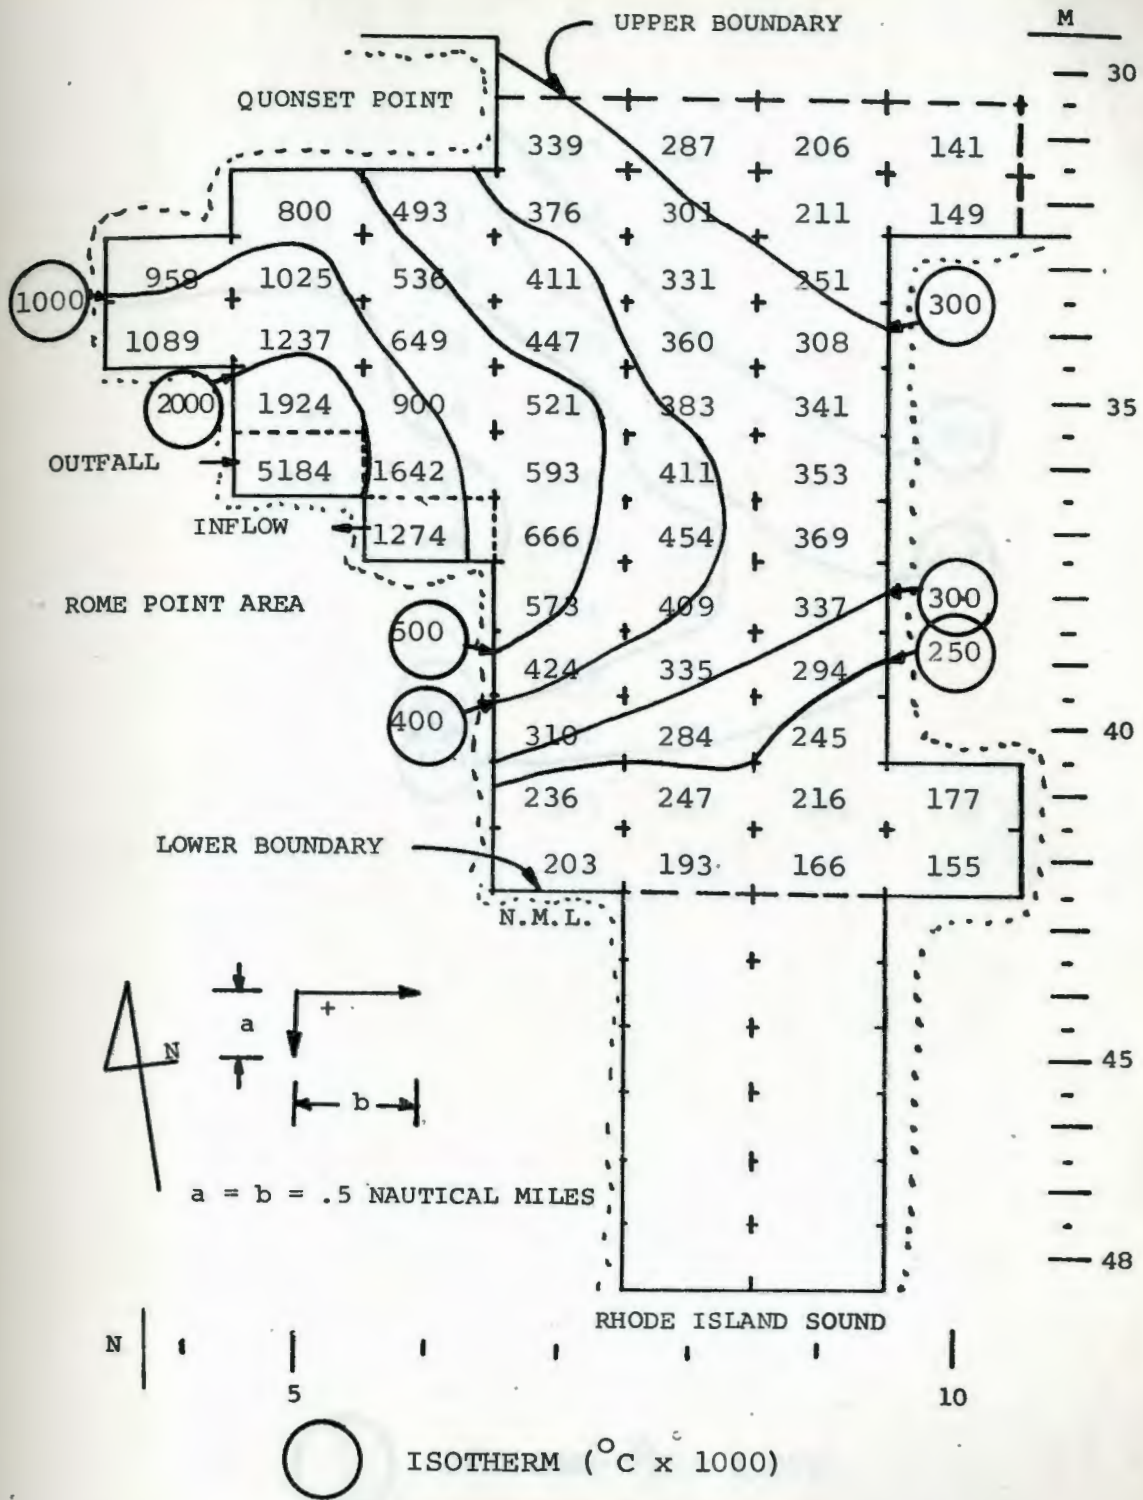 UPPER BOUNDARY
M
30
QUONSET POINT
339 287 206 141
800 493 376 301 211 149
1000 958 1025 536 411 331 251 300
1089 1237 649 447 360 308
2000 1924 900 521 383 341 35
OUTFALL 5184 1642 593 411 353
INFLOW 1274 666 454 369
ROME POINT AREA 573 409 337 300
500 424 335 294 250
400 310 284 245 40
236 247 216 177
LOWER BOUNDARY 203 193 166 155
N.M.L.
a
+
N
45
b
a = b = .5 NAUTICAL MILES
48
RHODE ISLAND SOUND
N
5 10
ISOTHERM (°C x 1000)